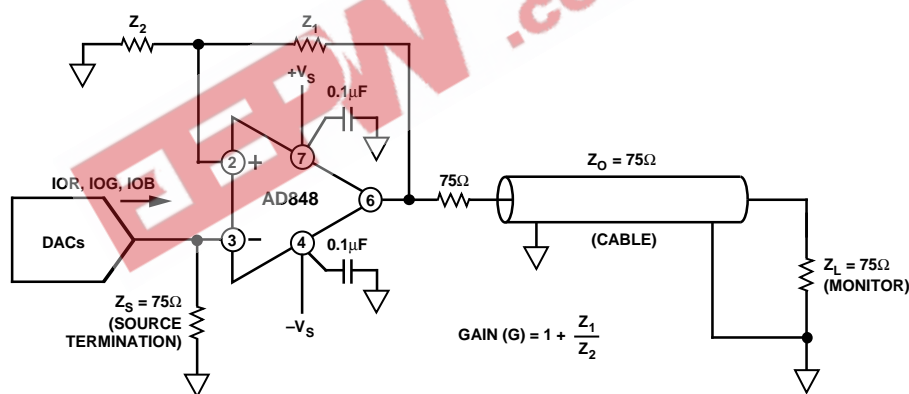 Z2
Z1
+VS
0.1µF
2
+
7
AD848
6
IOR, IOG, IOB
DACs
3
–
4
0.1µF
–VS
ZS = 75Ω
(SOURCE
TERMINATION)
75Ω
ZO = 75Ω
(CABLE)
ZL = 75Ω
(MONITOR)
GAIN (G) = 1 + Z1
Z2